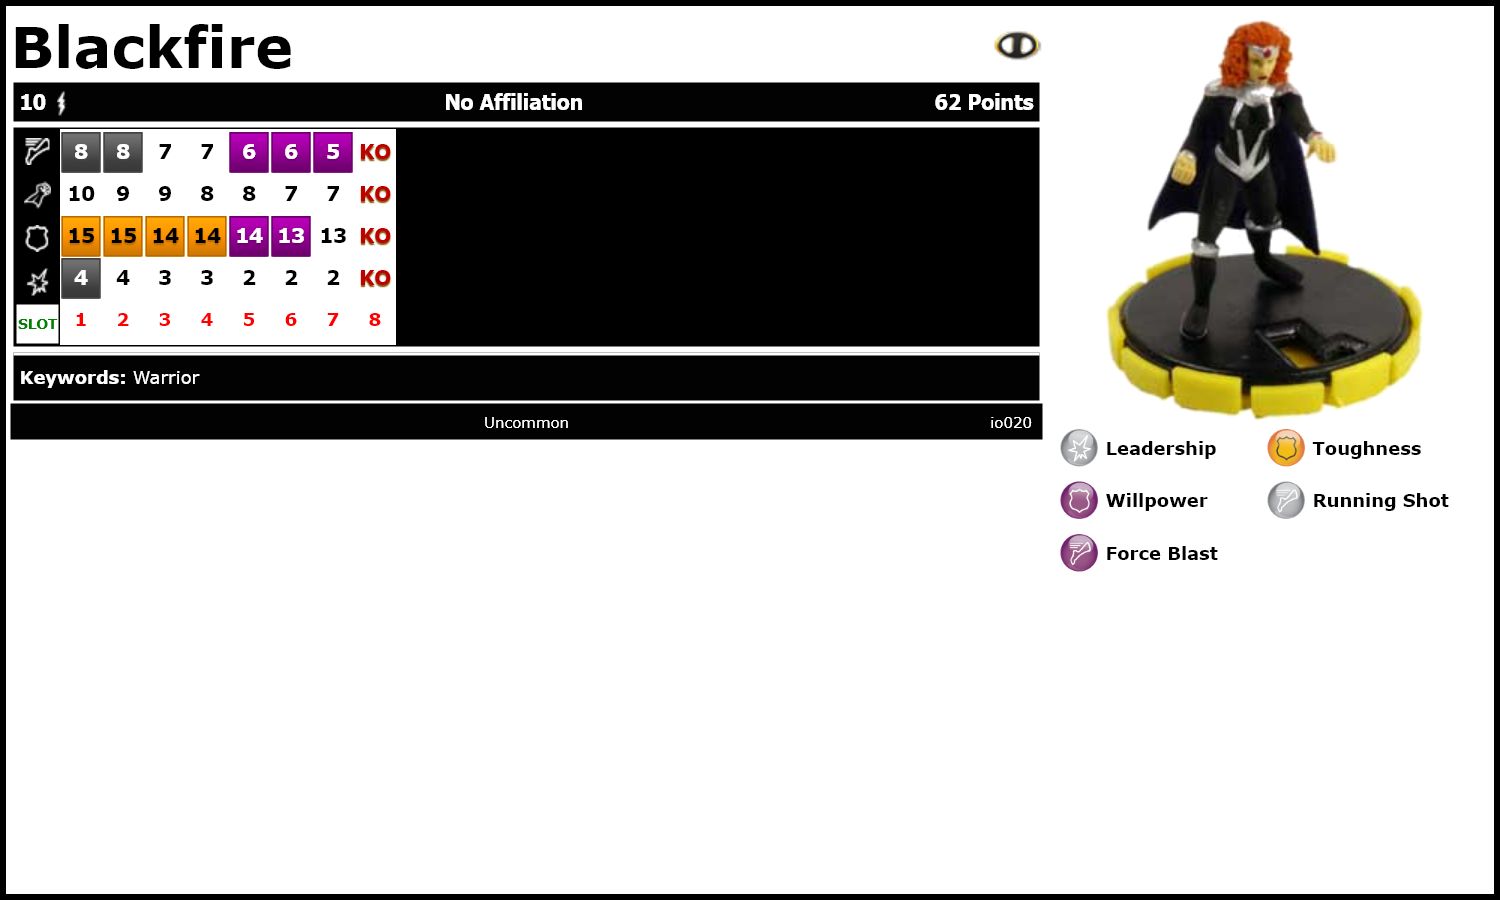 Blackfire
10 No Affiliation 62 Points
8 8 7 7 6 6 5 KO
10 9 9 8 8 7 7 KO
15 15 14 14 14 13 13 KO
4 4 3 3 2 2 2 KO
SLOT 1 2 3 4 5 6 7 8
Keywords: Warrior
Uncommon io020
Leadership Toughness
Willpower Running Shot
Force Blast